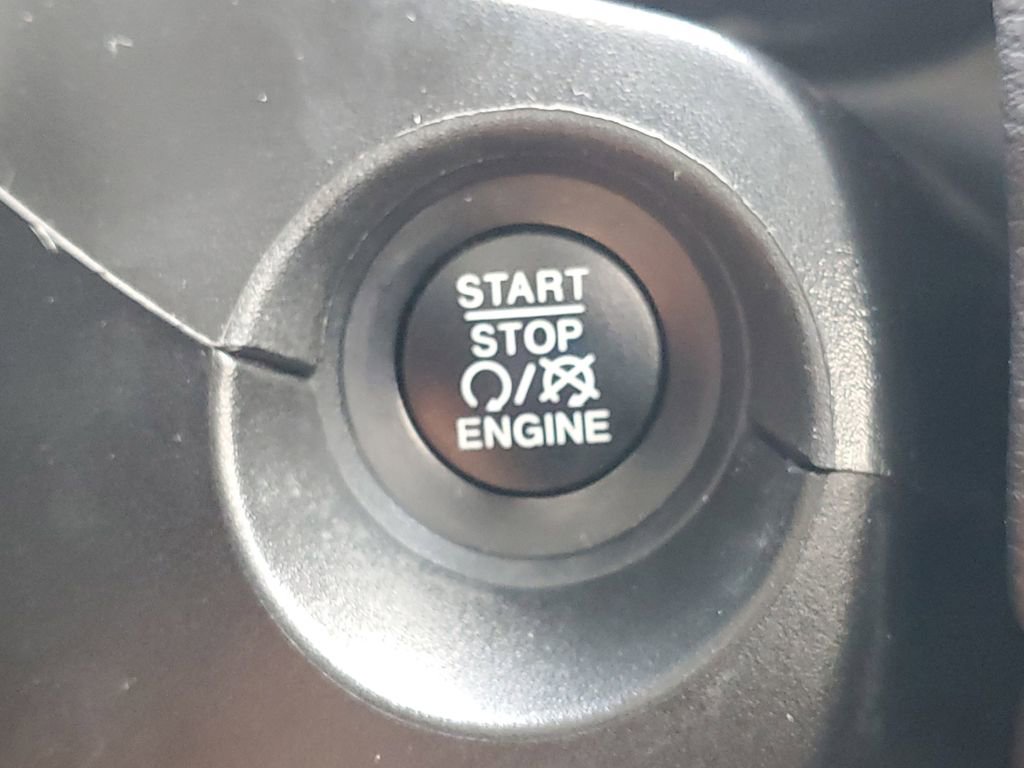 START
STOP
/
ENGINE